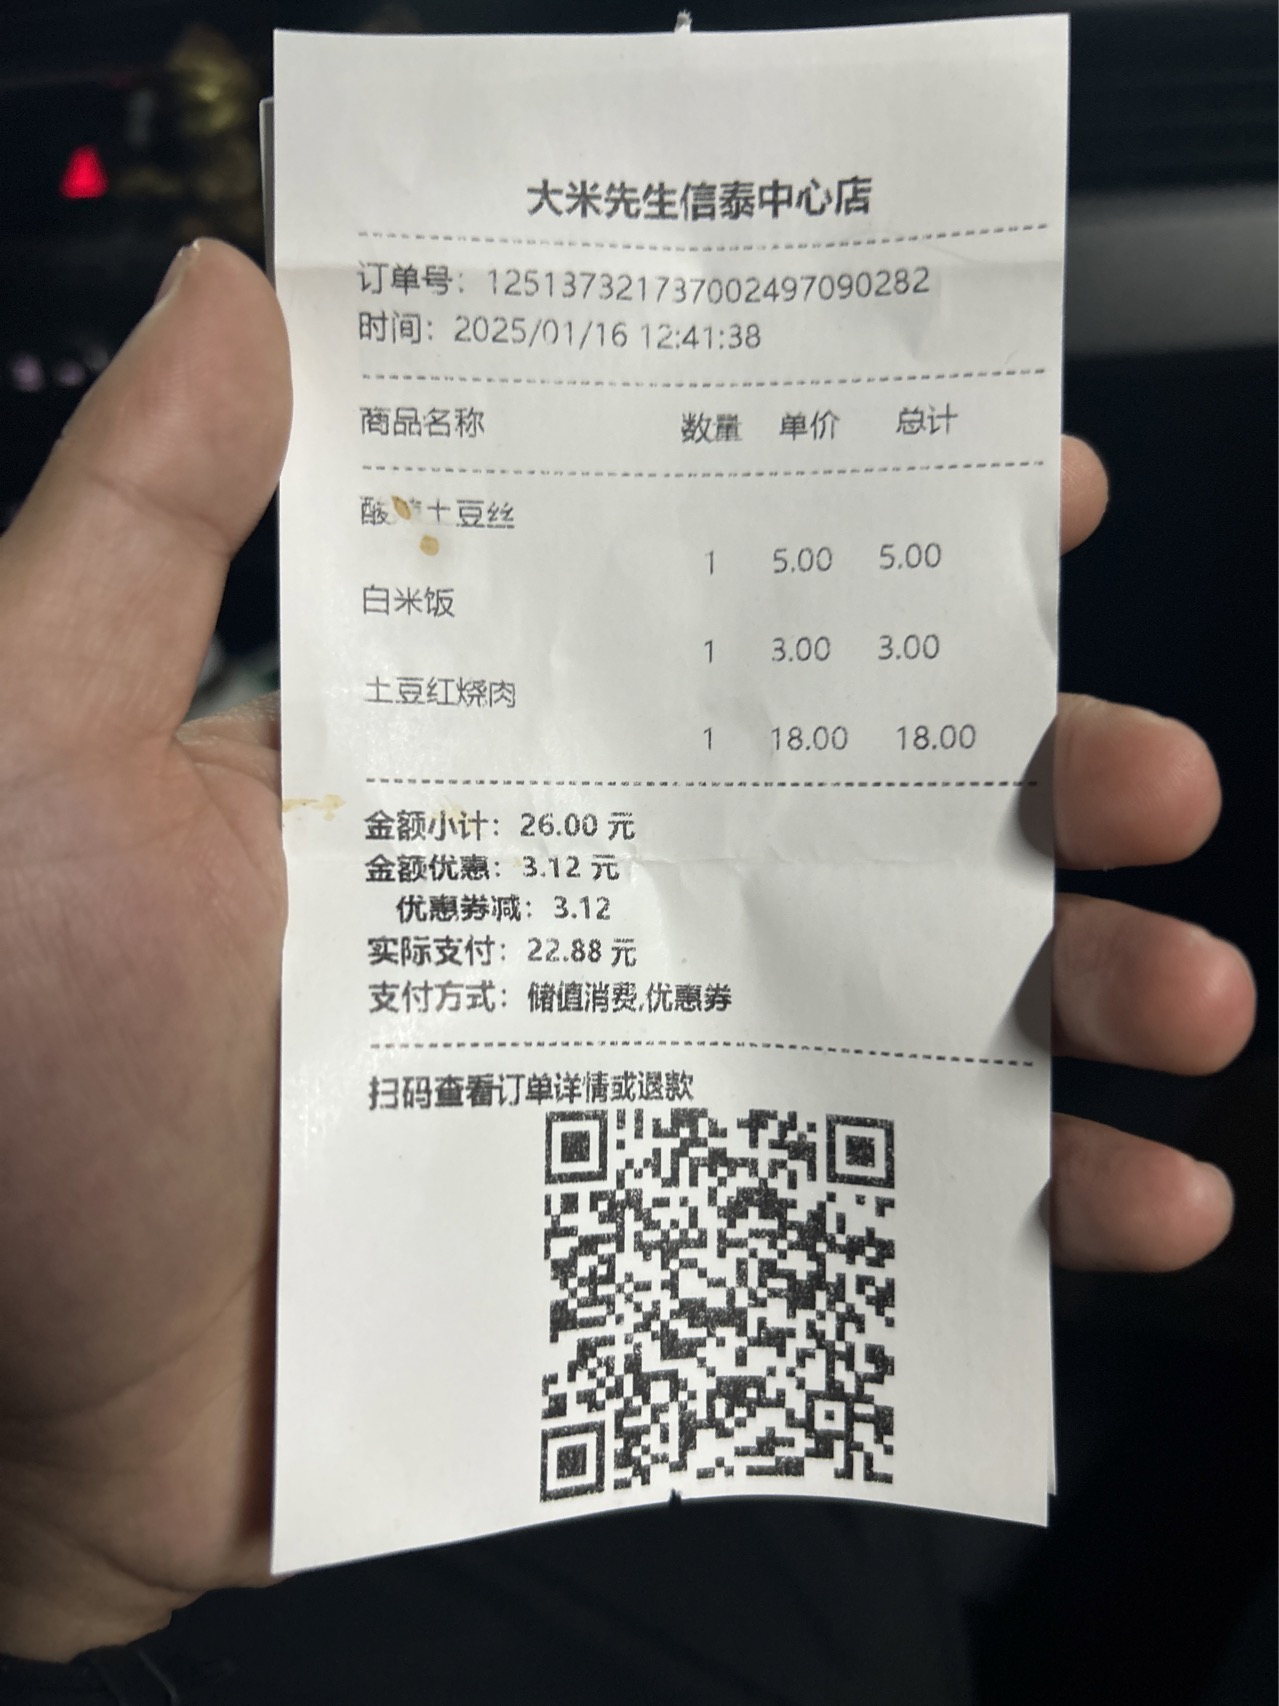 大米先生信泰中心店
订单号：125137321737002497090282
时间：2025/01/16 12:41:38
商品名称 数量 单价 总计
酸 土豆丝
1 5.00 5.00
白米饭
1 3.00 3.00
土豆红烧肉
1 18.00 18.00
金额小计：26.00 元
金额优惠：3.12 元
优惠券减：3.12
实际支付：22.88 元
支付方式：储值消费,优惠券
扫码查看订单详情或退款